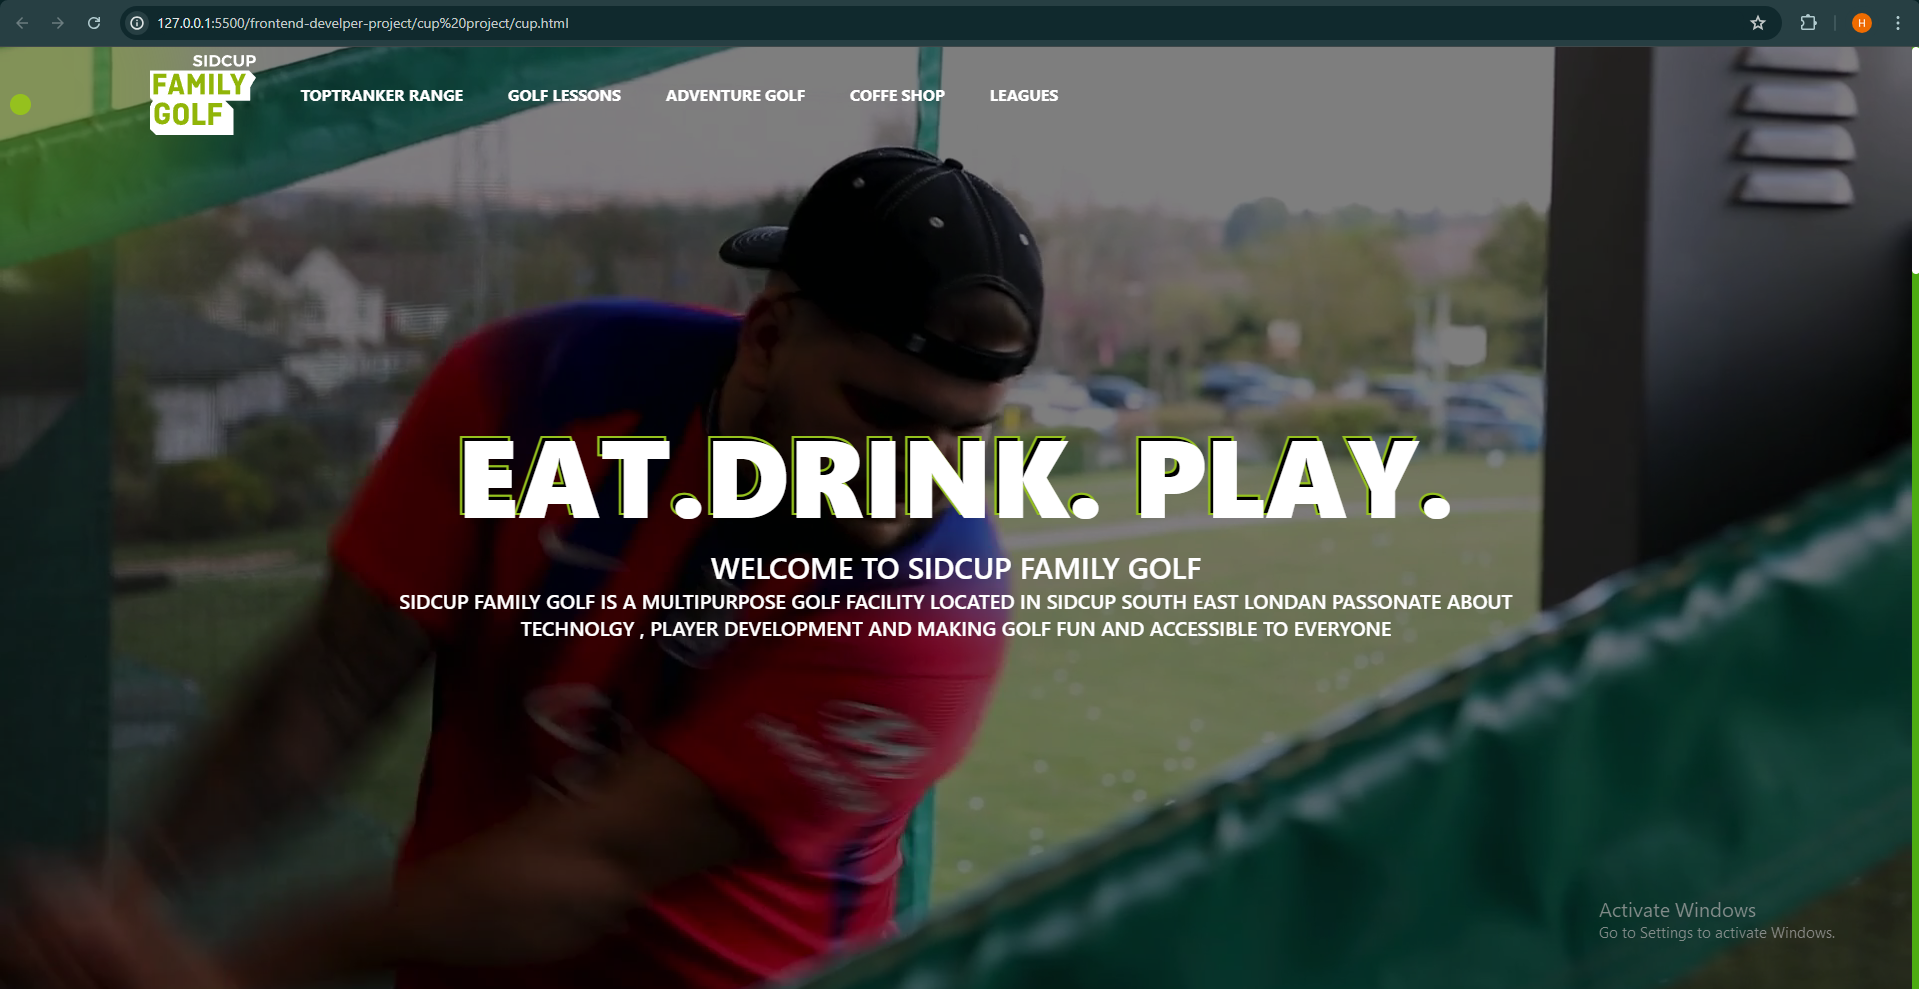 127.0.0.1:5500/frontend-develper-project/cup%20project/cup.html
H
SIDCUP
FAMILY
GOLF
TOPTRANKER RANGE GOLF LESSONS ADVENTURE GOLF COFFE SHOP LEAGUES
EAT.DRINK. PLAY.
WELCOME TO SIDCUP FAMILY GOLF
SIDCUP FAMILY GOLF IS A MULTIPURPOSE GOLF FACILITY LOCATED IN SIDCUP SOUTH EAST LONDAN PASSONATE ABOUT
TECHNOLGY , PLAYER DEVELOPMENT AND MAKING GOLF FUN AND ACCESSIBLE TO EVERYONE
Activate Windows
Go to Settings to activate Windows.